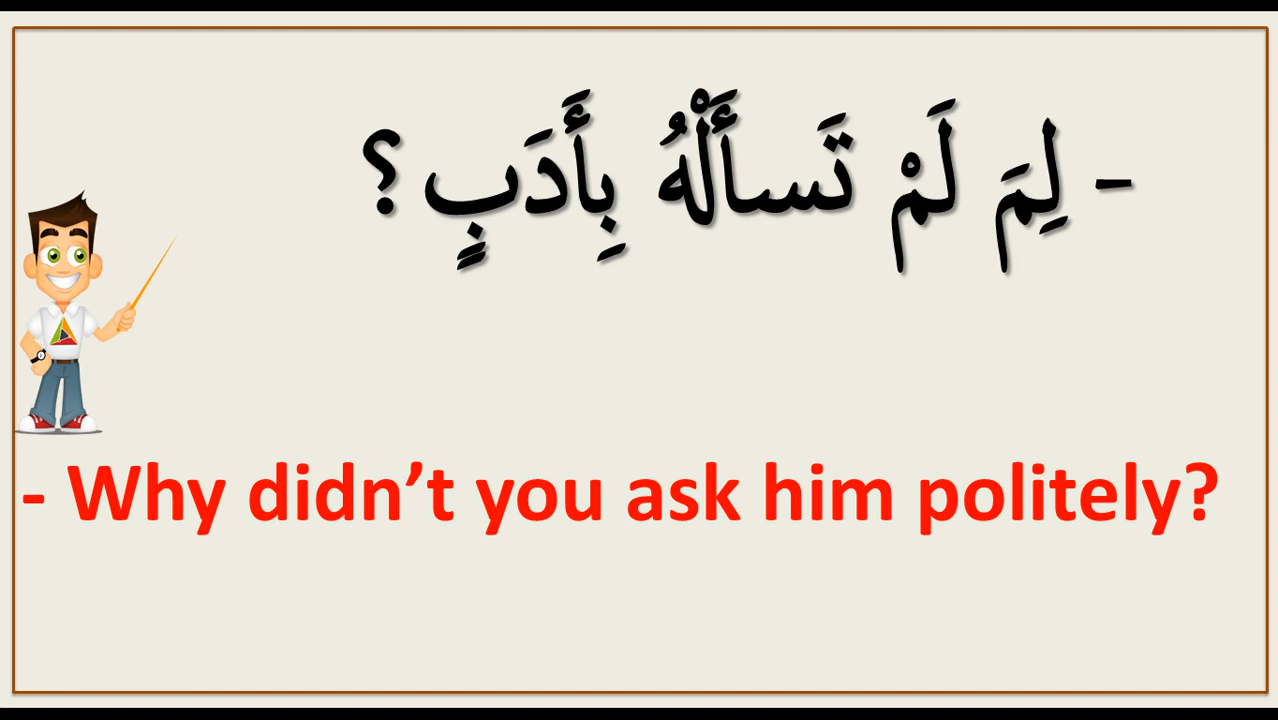 - لِمَ لَمْ تَسأَلْهُ بِأَدَبٍ ؟
- Why didn’t you ask him politely?